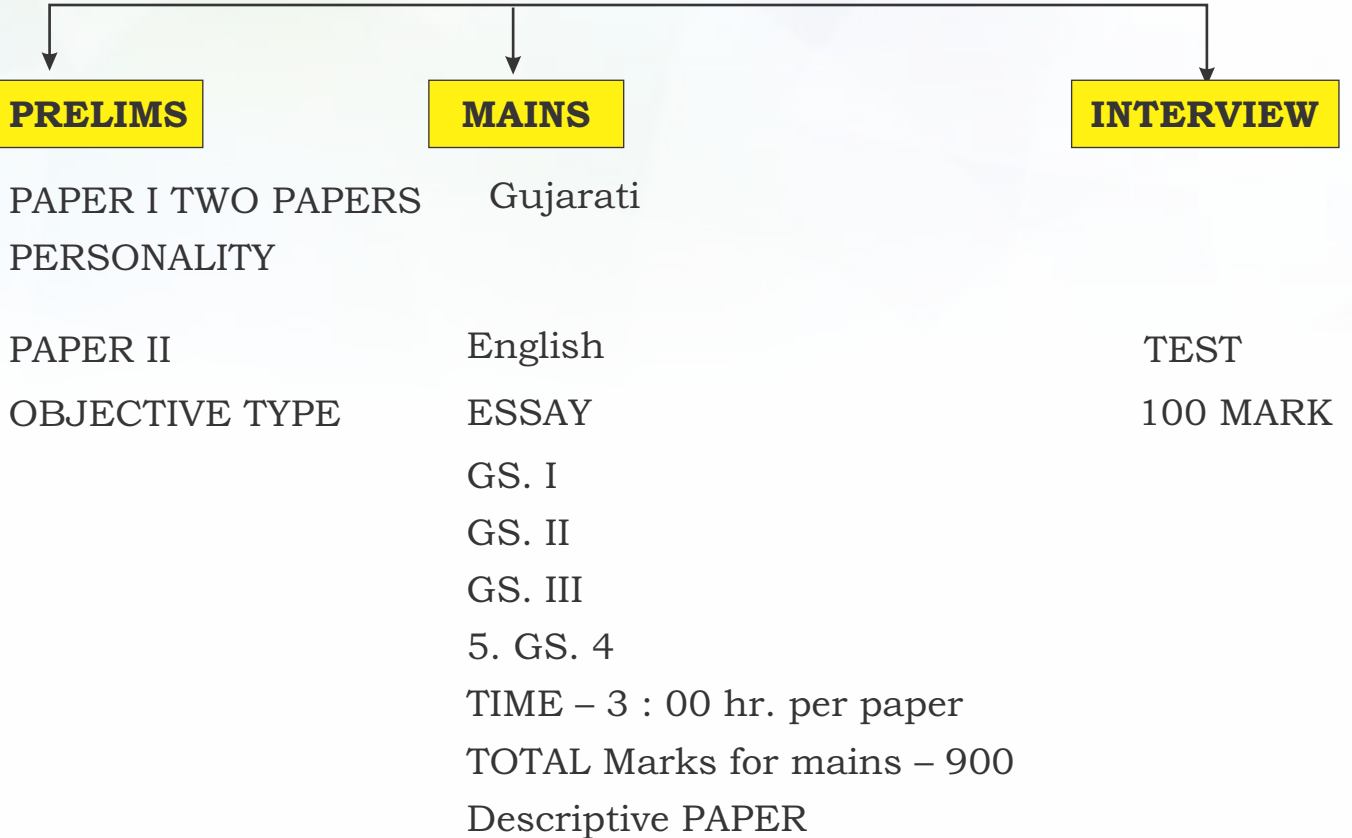 PRELIMS
MAINS
INTERVIEW
PAPER I TWO PAPERS
Gujarati
PERSONALITY
PAPER II
English
TEST
OBJECTIVE TYPE
ESSAY
100 MARK
GS. I
GS. II
GS. III
5. GS. 4
TIME – 3 : 00 hr. per paper
TOTAL Marks for mains – 900
Descriptive PAPER